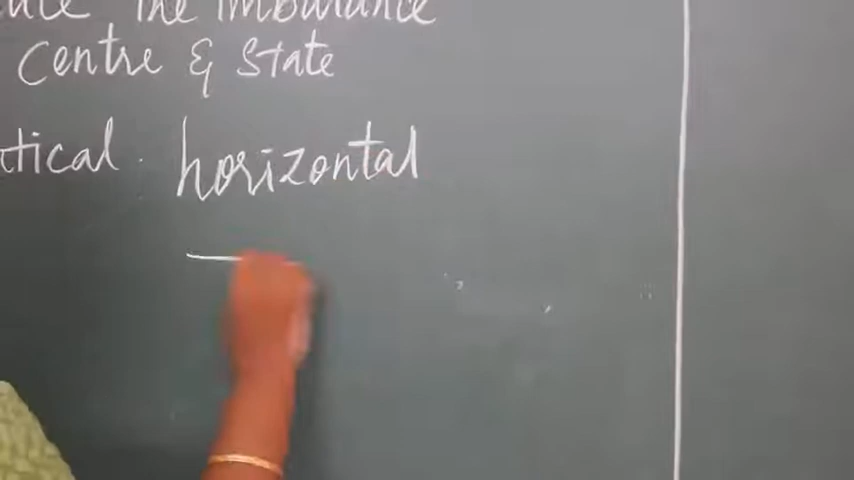 the Imbalance
Centre & State
tical horizontal